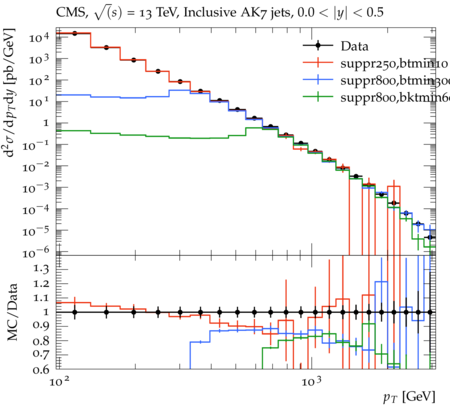 CMS, √(s) = 13 TeV, Inclusive AK7 jets, 0.0 < |y| < 0.5
d²σ/dp_T dy [pb/GeV]
10⁴
10³
10²
10¹
1
10⁻¹
10⁻²
10⁻³
10⁻⁴
10⁻⁵
10⁻⁶
Data
suppr250,btmin10
suppr800,btmin300
suppr800,bktmin60
MC/Data
1.3
1.2
1.1
1
0.9
0.8
0.7
0.6
10²
10³
p_T [GeV]